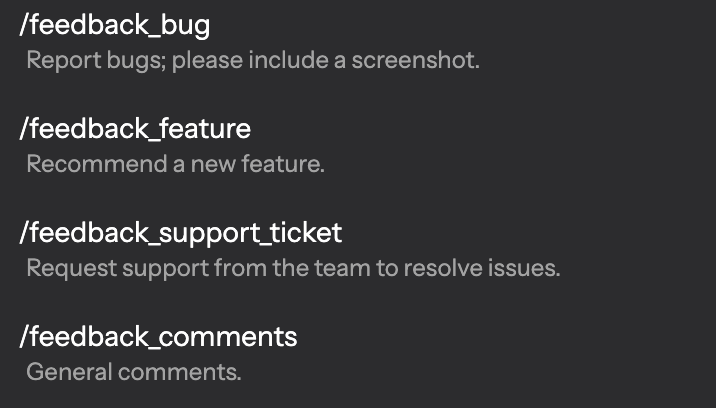 /feedback_bug
Report bugs; please include a screenshot.
/feedback_feature
Recommend a new feature.
/feedback_support_ticket
Request support from the team to resolve issues.
/feedback_comments
General comments.